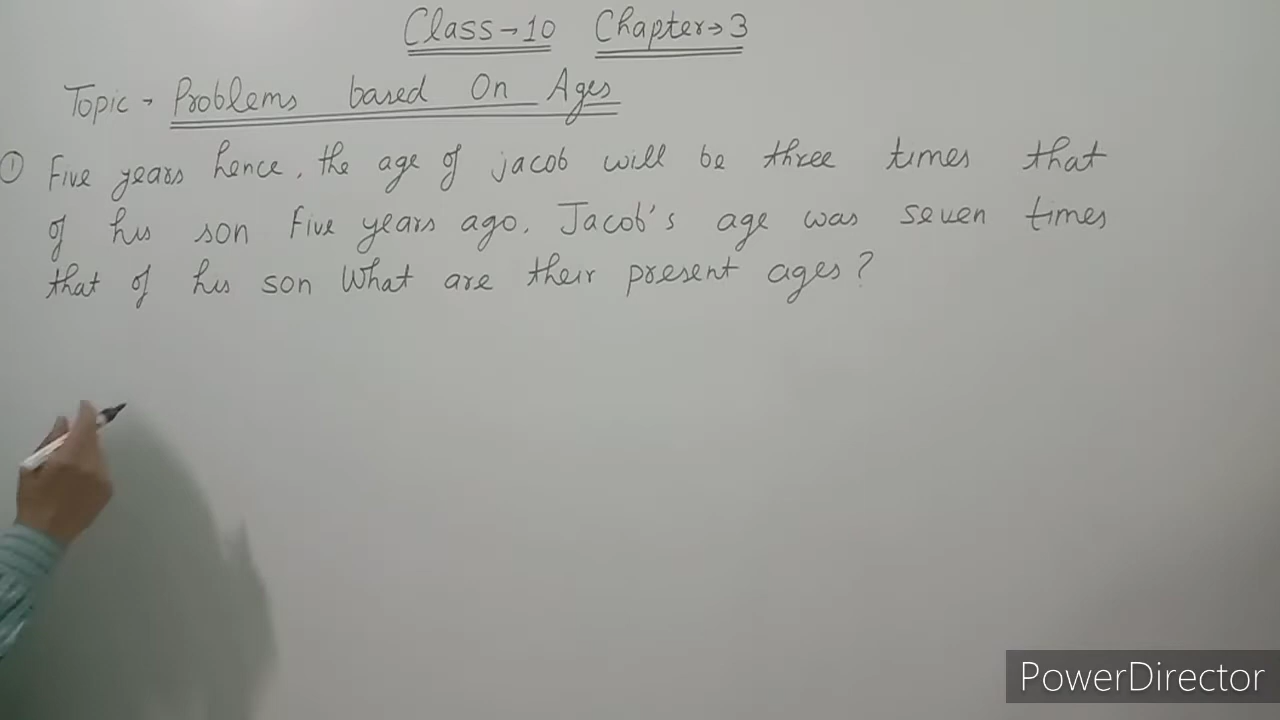 Class → 10 Chapter → 3
Topic - Problems based On Ages
① Five years hence, the age of jacob will be three times that
of his son Five years ago. Jacob's age was seven times
that of his son What are their present ages?
PowerDirector